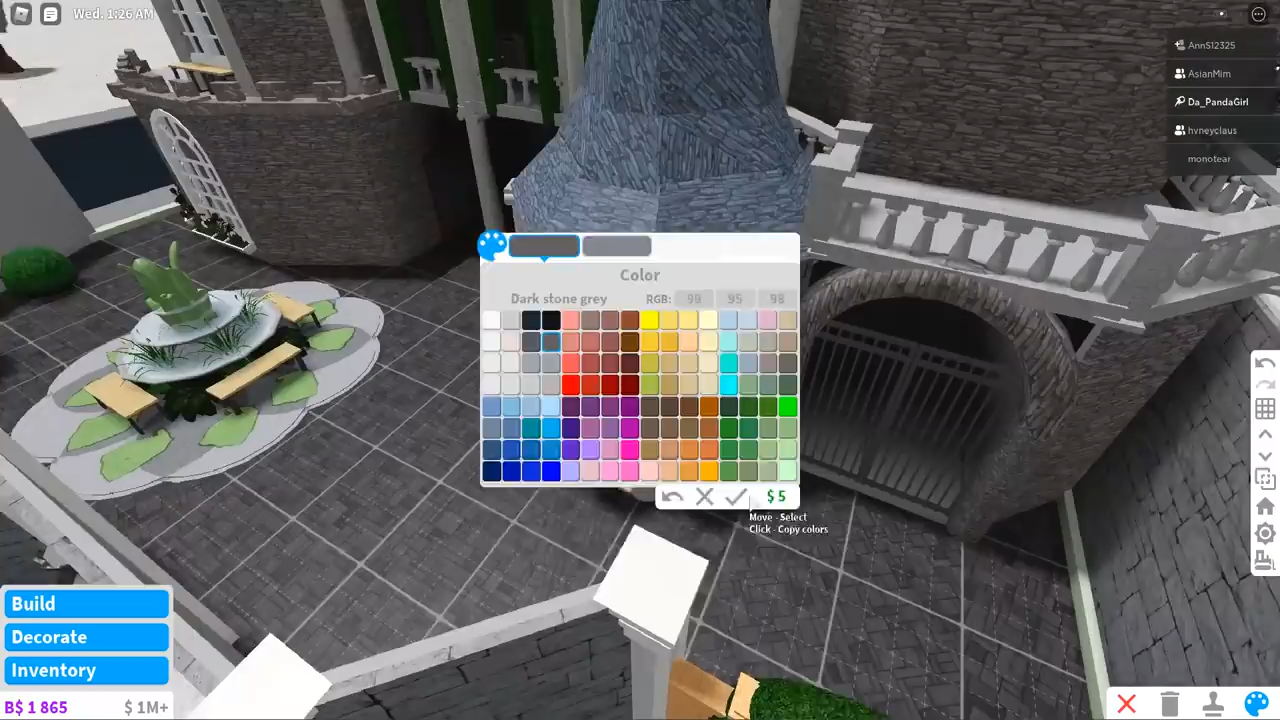 Wed. 1:26 AM
AnnS12325
AsianMim
Da_PandaGirl
hvneyclaus
monotear
Color
Dark stone grey RGB: 99 95 98
$ 5
Move - Select
Click - Copy colors
Build
Decorate
Inventory
B$ 1 865 $ 1M+